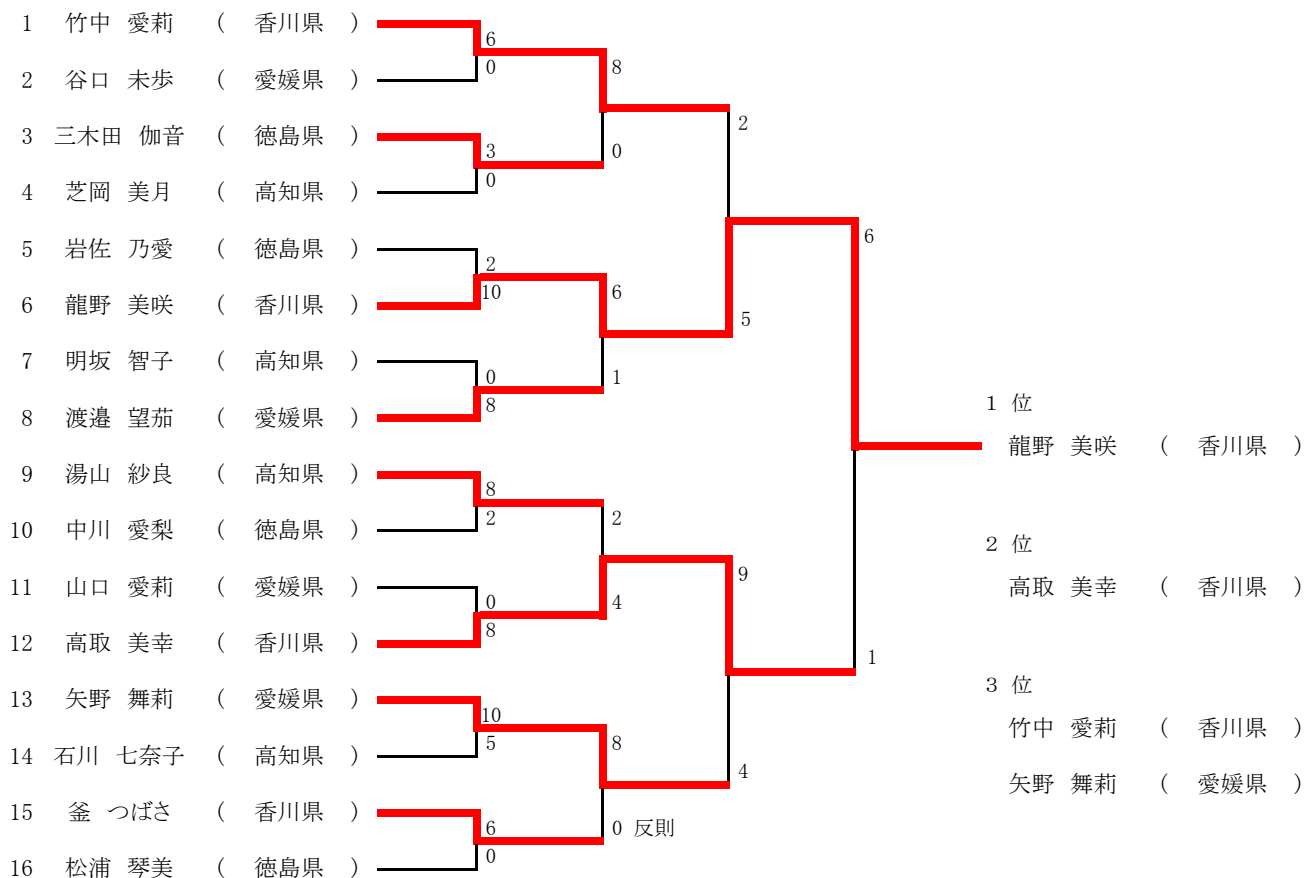 1 竹中 愛莉 ( 香川県 )
6
0
8
2 谷口 未歩 ( 愛媛県 )
2
3 三木田 伽音 ( 徳島県 )
3
0
0
4 芝岡 美月 ( 高知県 )
6
5 岩佐 乃愛 ( 徳島県 )
2
10
6
6 龍野 美咲 ( 香川県 )
5
7 明坂 智子 ( 高知県 )
0
8
1
8 渡邉 望茄 ( 愛媛県 )
1 位
龍野 美咲 ( 香川県 )
9 湯山 紗良 ( 高知県 )
8
2
2
10 中川 愛梨 ( 徳島県 )
2 位
高取 美幸 ( 香川県 )
9
11 山口 愛莉 ( 愛媛県 )
0
8
4
12 高取 美幸 ( 香川県 )
1
3 位
竹中 愛莉 ( 香川県 )
矢野 舞莉 ( 愛媛県 )
13 矢野 舞莉 ( 愛媛県 )
10
5
8
14 石川 七奈子 ( 高知県 )
4
15 釜 つばさ ( 香川県 )
6
0
0 反則
16 松浦 琴美 ( 徳島県 )